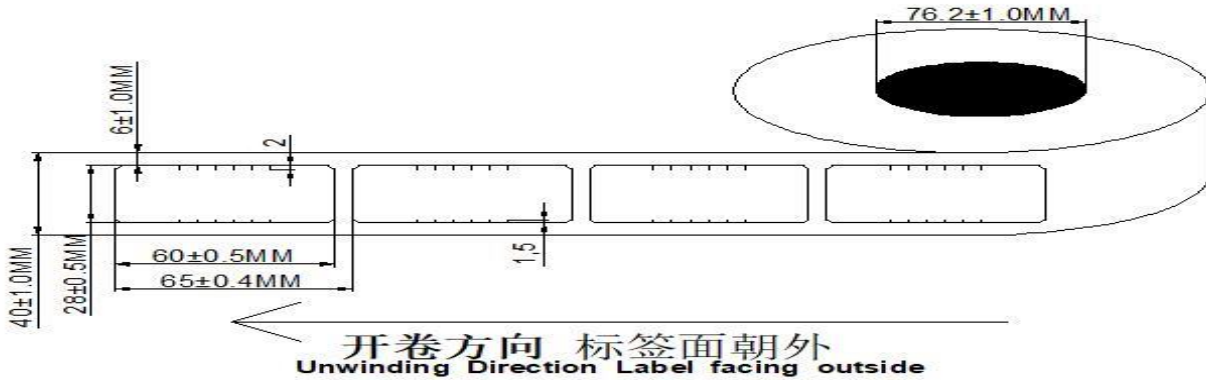 76.2±1.0MM
6±1.0MM
2
40±1.0MM
28±0.5MM
60±0.5MM
1,5
65±0.4MM
开卷方向 标签面朝外
Unwinding Direction Label facing outside